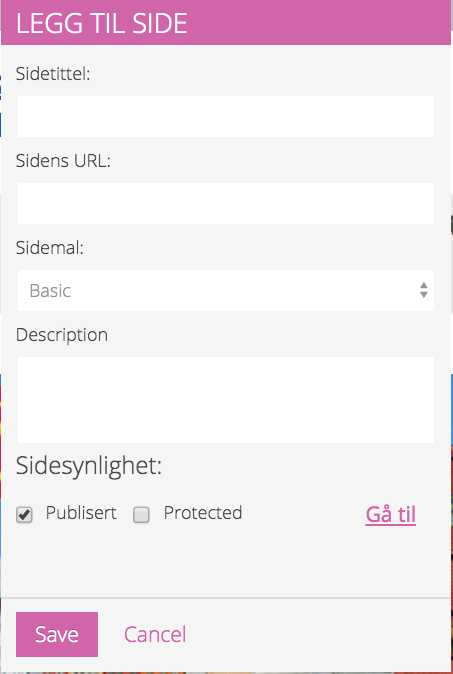 LEGG TIL SIDE
Sidetittel:
Sidens URL:
Sidemal:
Basic
Description
Sidesynlighet:
Publisert Protected Gå til
Save Cancel